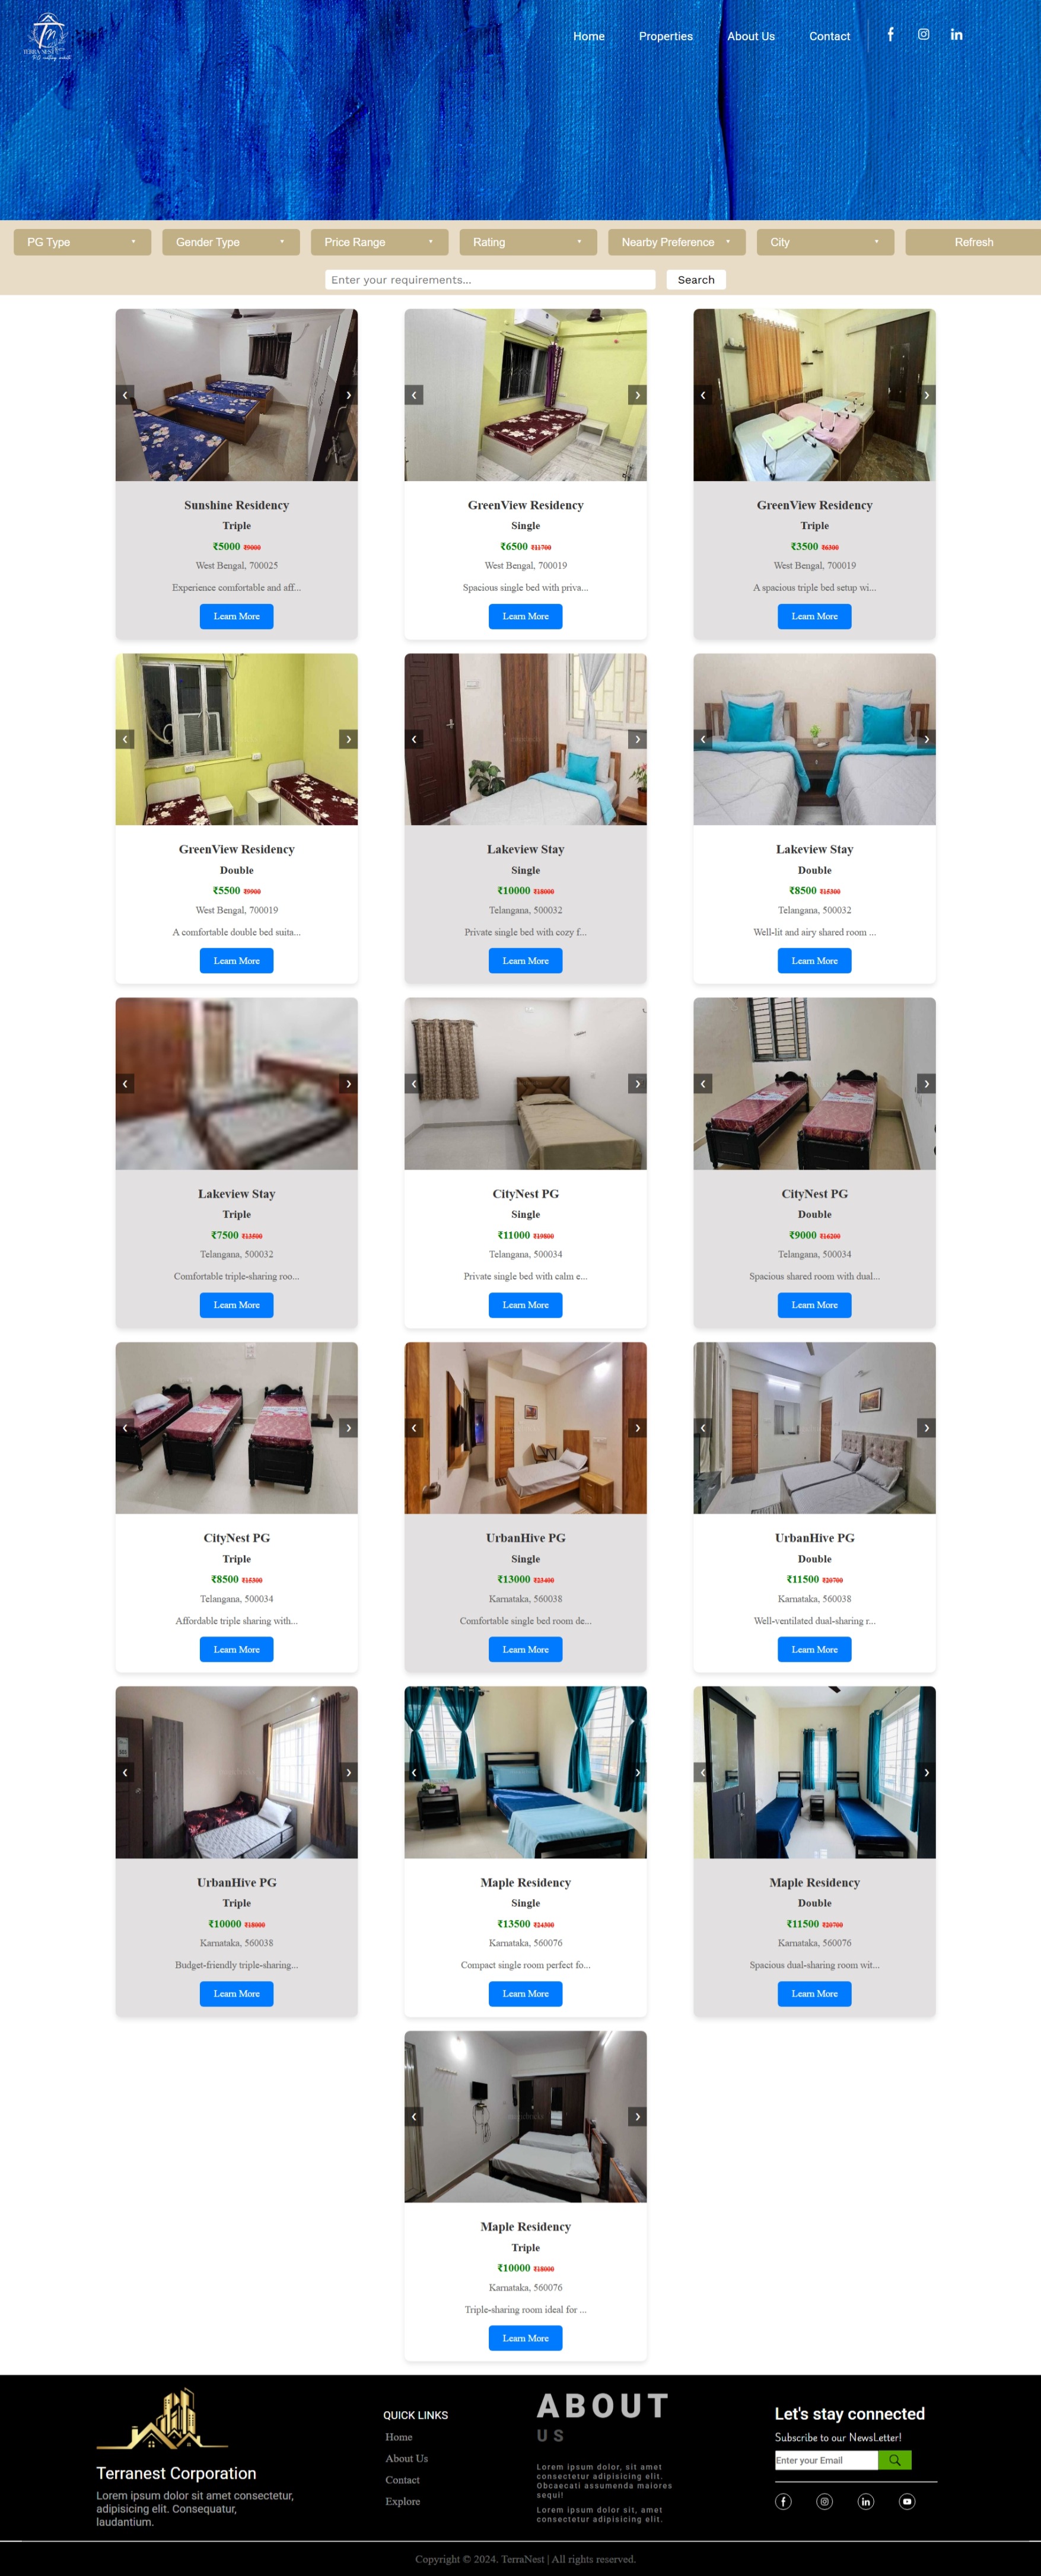 TERRA NEST
Home
Properties
About Us
Contact
PG Type
Gender Type
Price Range
Rating
Nearby Preference
City
Refresh
Enter your requirements...
Search
Sunshine Residency
Triple
₹5000 ₹9000
West Bengal, 700025
Experience comfortable and aff...
Learn More
GreenView Residency
Single
₹6500 ₹11700
West Bengal, 700019
Spacious single bed with priva...
Learn More
GreenView Residency
Triple
₹3500 ₹6300
West Bengal, 700019
A spacious triple bed setup wi...
Learn More
GreenView Residency
Double
₹5500 ₹9900
West Bengal, 700019
A comfortable double bed suita...
Learn More
Lakeview Stay
Single
₹10000 ₹18000
Telangana, 500032
Private single bed with cozy f...
Learn More
Lakeview Stay
Double
₹8500 ₹15300
Telangana, 500032
Well-lit and airy shared room ...
Learn More
Lakeview Stay
Triple
₹7500 ₹13500
Telangana, 500032
Comfortable triple-sharing roo...
Learn More
CityNest PG
Single
₹11000 ₹19800
Telangana, 500034
Private single bed with calm e...
Learn More
CityNest PG
Double
₹9000 ₹16200
Telangana, 500034
Spacious shared room with dual...
Learn More
CityNest PG
Triple
₹8500 ₹15300
Telangana, 500034
Affordable triple sharing with...
Learn More
UrbanHive PG
Single
₹13000 ₹23400
Karnataka, 560038
Comfortable single bed room de...
Learn More
UrbanHive PG
Double
₹11500 ₹20700
Karnataka, 560038
Well-ventilated dual-sharing r...
Learn More
UrbanHive PG
Triple
₹10000 ₹18000
Karnataka, 560038
Budget-friendly triple-sharing...
Learn More
Maple Residency
Single
₹13500 ₹24300
Karnataka, 560076
Compact single room perfect fo...
Learn More
Maple Residency
Double
₹11500 ₹20700
Karnataka, 560076
Spacious dual-sharing room wit...
Learn More
Maple Residency
Triple
₹10000 ₹18000
Karnataka, 560076
Triple-sharing room ideal for ...
Learn More
Terranest Corporation
Lorem ipsum dolor sit amet consectetur,
adipisicing elit. Consequatur,
laudantium.
QUICK LINKS
Home
About Us
Contact
Explore
ABOUT
US
Lorem ipsum dolor, sit amet
consectetur adipisicing elit.
Obcaecati assumenda maiores
sequi!
Lorem ipsum dolor sit, amet
consectetur adipisicing elit.
Let's stay connected
Subscribe to our NewsLetter!
Enter your Email
Copyright © 2024. TerraNest | All rights reserved.